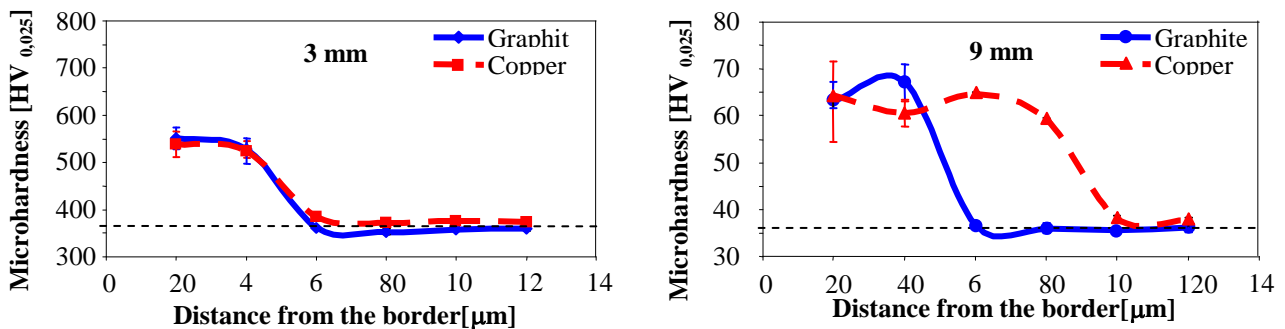 Microhardness [HV 0,025]
800
700
600
500
400
300
3 mm
Graphit
Copper
0 20 4 6 8 10 12 14
Distance from the border[μm]
Microhardness [HV 0,025]
9
80
70
60
50
40
30
9 mm
Graphite
Copper
0 20 40 6 80 10 120 14
Distance from the border[μm]